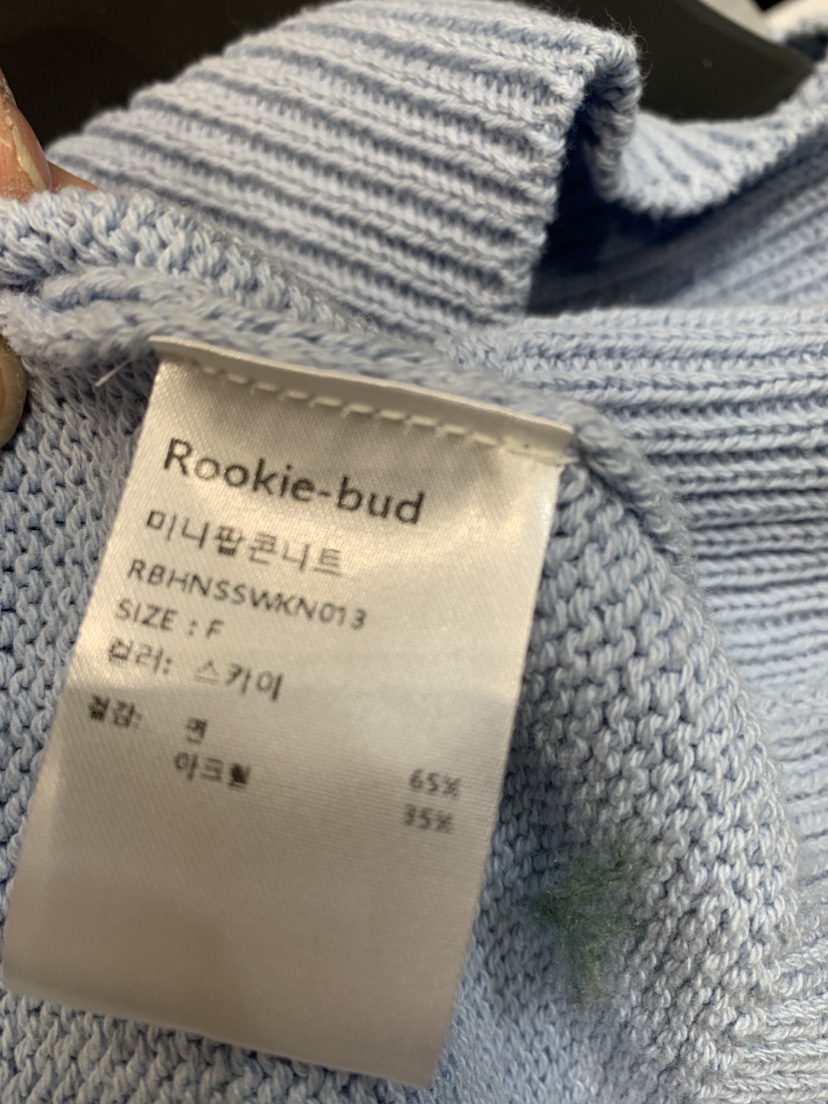 Rookie-bud
미니팝콘니트
RBHNSSWKN013
SIZE : F
컬러: 스카이
겉감: 면 65%
아크릴 35%